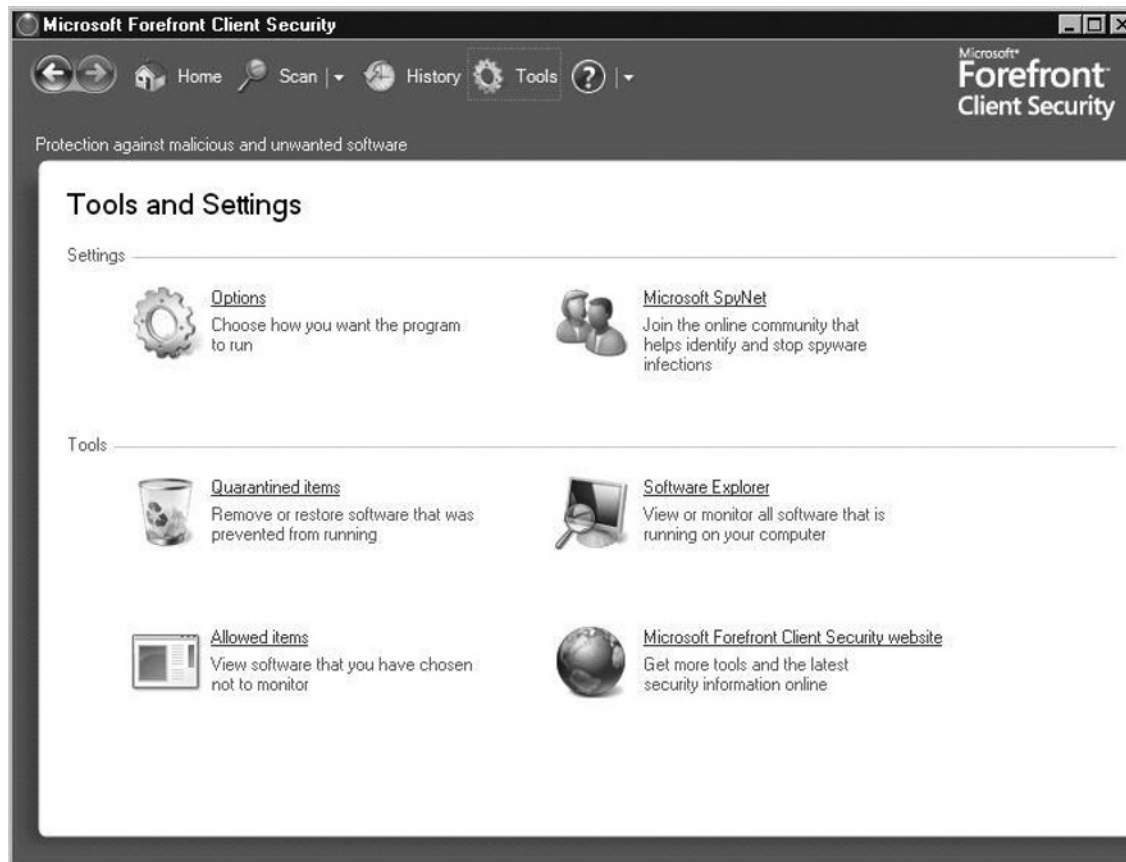 Microsoft Forefront Client Security
Home Scan History Tools ?
Microsoft
Forefront
Client Security
Protection against malicious and unwanted software
Tools and Settings
Settings
Options
Choose how you want the program
to run
Microsoft SpyNet
Join the online community that
helps identify and stop spyware
infections
Tools
Quarantined items
Remove or restore software that was
prevented from running
Software Explorer
View or monitor all software that is
running on your computer
Allowed items
View software that you have chosen
not to monitor
Microsoft Forefront Client Security website
Get more tools and the latest
security information online